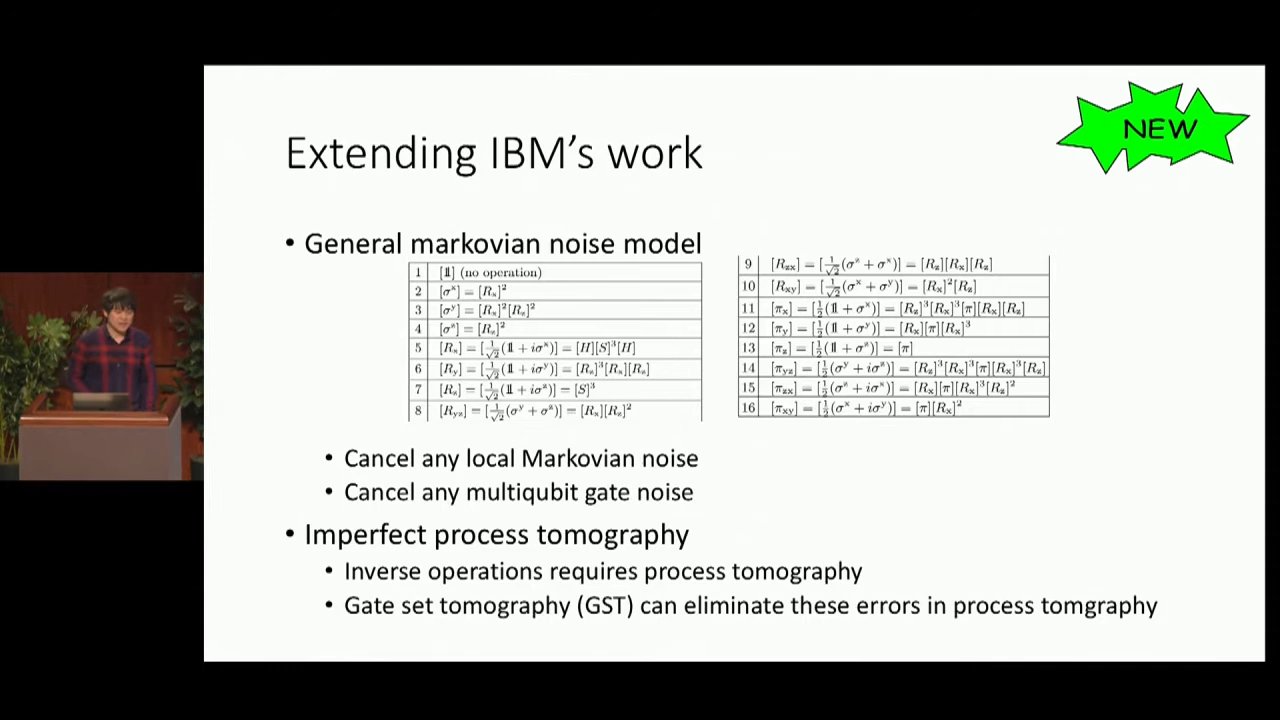 NEW
Extending IBM's work
• General markovian noise model
1 [𝟙] (no operation)
2 [σˣ] = [Rₓ]²
3 [σʸ] = [Rₓ]²[R_z]²
4 [σᶻ] = [R_z]²
5 [Rₓ] = [1/√2(𝟙 + iσˣ)] = [H][S]³[H]
6 [R_y] = [1/√2(𝟙 + iσʸ)] = [R_z]³[Rₓ][R_z]
7 [R_z] = [1/√2(𝟙 + iσᶻ)] = [S]³
8 [R_yz] = [1/√2(σʸ + σᶻ)] = [Rₓ][R_z]²
9 [R_zx] = [1/√2(σᶻ + σˣ)] = [R_z][Rₓ][R_z]
10 [R_xy] = [1/√2(σˣ + σʸ)] = [Rₓ]²[R_z]
11 [πₓ] = [1/2(𝟙 + σˣ)] = [R_z]³[Rₓ]³[π][Rₓ][R_z]
12 [π_y] = [1/2(𝟙 + σʸ)] = [Rₓ][π][Rₓ]³
13 [π_z] = [1/2(𝟙 + σᶻ)] = [π]
14 [π_yz] = [1/2(σʸ + iσᶻ)] = [R_z]³[Rₓ]³[π][Rₓ]³[R_z]
15 [π_zx] = [1/2(σᶻ + iσˣ)] = [Rₓ][π][Rₓ]³[R_z]²
16 [π_xy] = [1/2(σˣ + iσʸ)] = [π][Rₓ]²
• Cancel any local Markovian noise
• Cancel any multiqubit gate noise
• Imperfect process tomography
• Inverse operations requires process tomography
• Gate set tomography (GST) can eliminate these errors in process tomgraphy